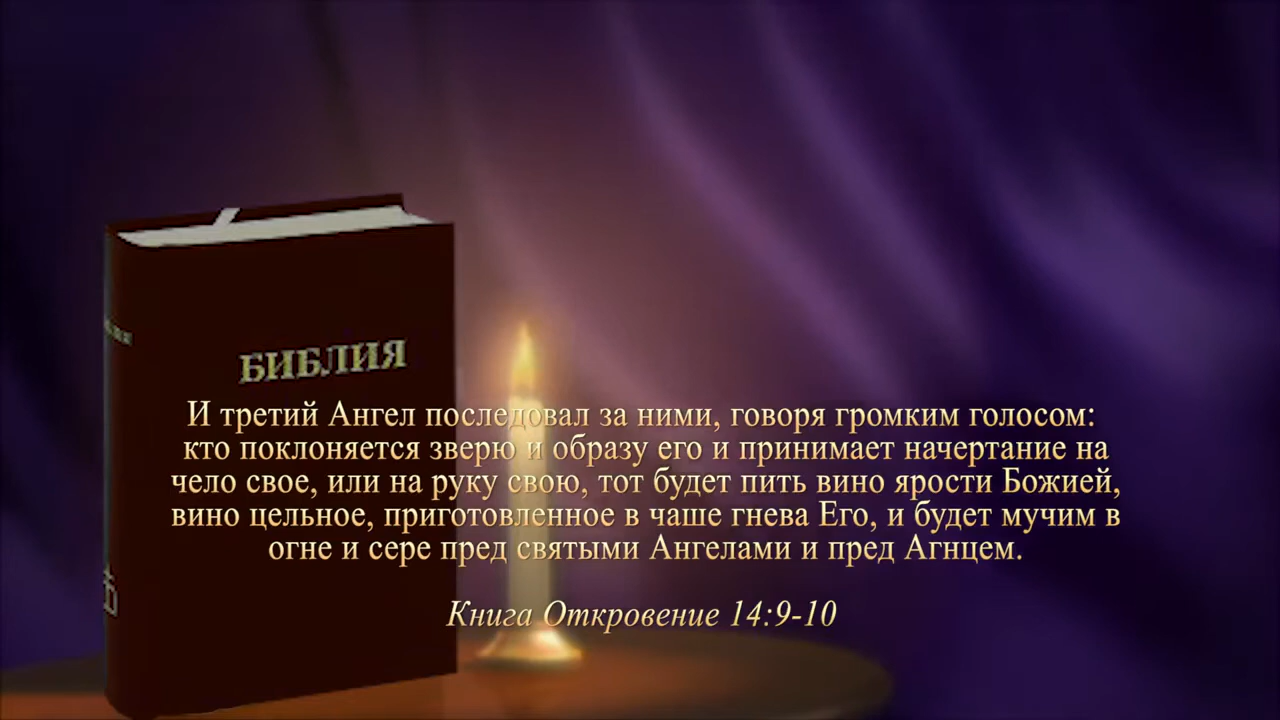 БИБЛИЯ
И третий Ангел последовал за ними, говоря громким голосом:
кто поклоняется зверю и образу его и принимает начертание на
чело свое, или на руку свою, тот будет пить вино ярости Божией,
вино цельное, приготовленное в чаше гнева Его, и будет мучим в
огне и сере пред святыми Ангелами и пред Агнцем.
Книга Откровение 14:9-10